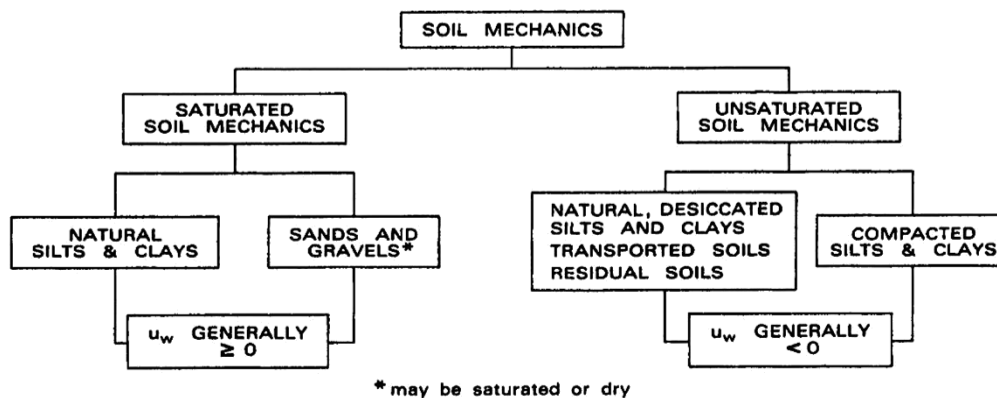 SOIL MECHANICS
SATURATED
SOIL MECHANICS
UNSATURATED
SOIL MECHANICS
NATURAL
SILTS & CLAYS
SANDS AND
GRAVELS*
NATURAL, DESICCATED
SILTS AND CLAYS
TRANSPORTED SOILS
RESIDUAL SOILS
COMPACTED
SILTS & CLAYS
uw GENERALLY
≥ 0
uw GENERALLY
< 0
*may be saturated or dry